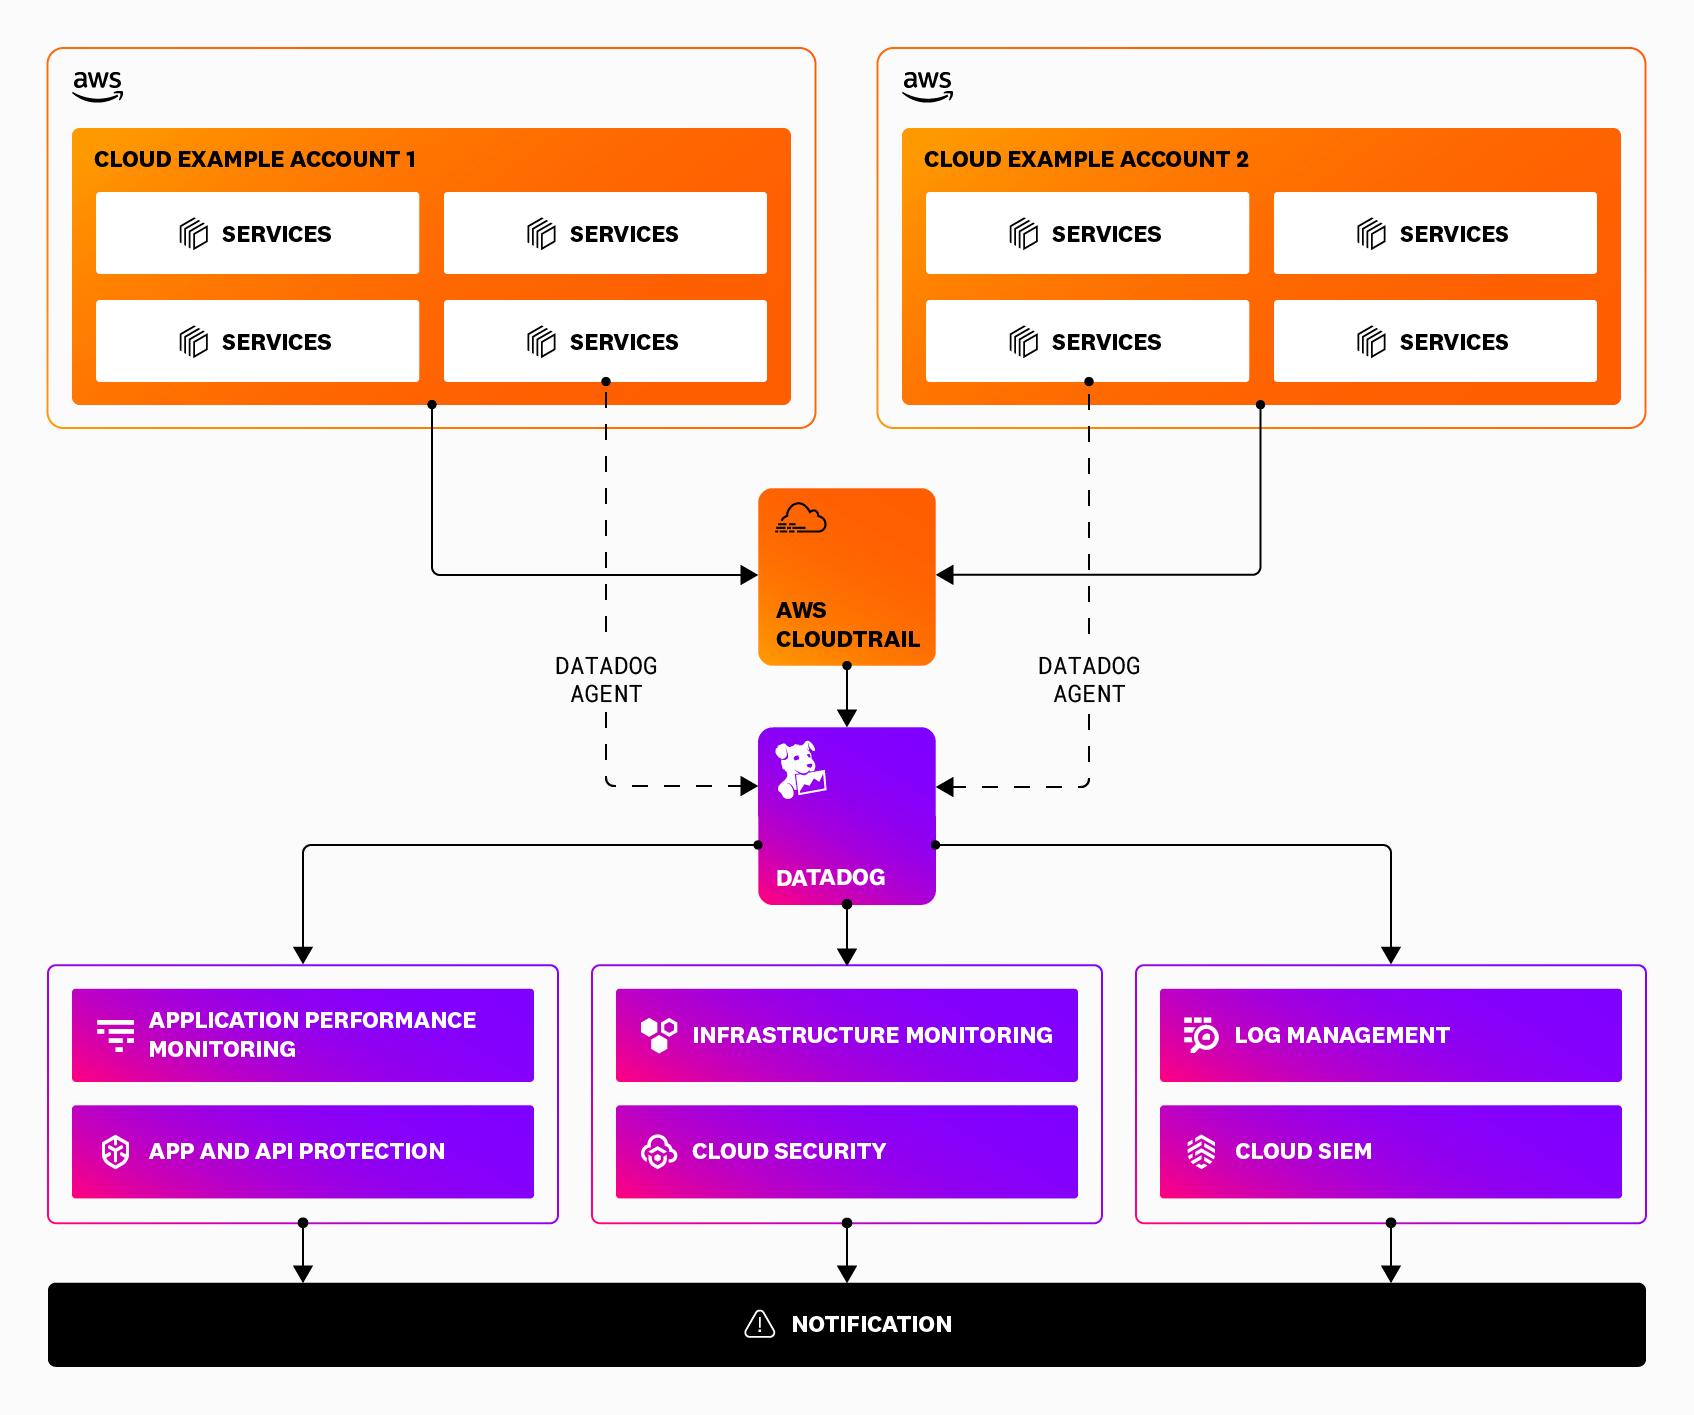 aws
aws
CLOUD EXAMPLE ACCOUNT 1
SERVICES
SERVICES
SERVICES
SERVICES
CLOUD EXAMPLE ACCOUNT 2
SERVICES
SERVICES
SERVICES
SERVICES
AWS
CLOUDTRAIL
DATADOG
AGENT
DATADOG
AGENT
DATADOG
APPLICATION PERFORMANCE
MONITORING
APP AND API PROTECTION
INFRASTRUCTURE MONITORING
CLOUD SECURITY
LOG MANAGEMENT
CLOUD SIEM
NOTIFICATION